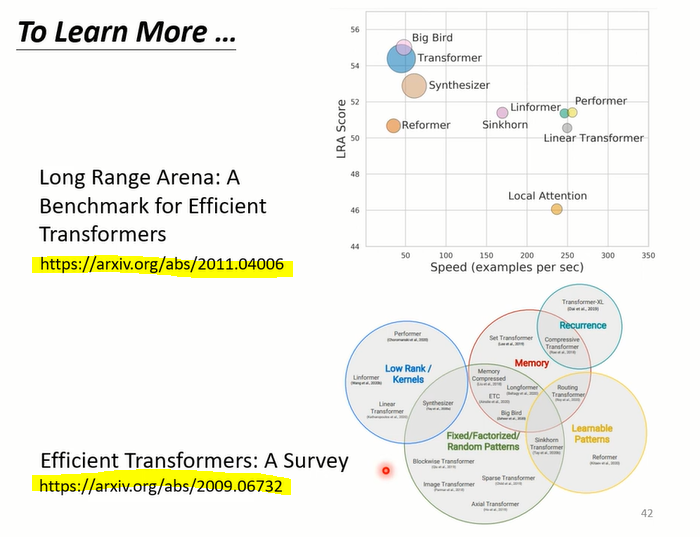 To Learn More …
Long Range Arena: A
Benchmark for Efficient
Transformers
https://arxiv.org/abs/2011.04006
LRA Score
56
54
52
50
48
46
44
Big Bird
Transformer
Synthesizer
Reformer
Sinkhorn
Linformer
Performer
Linear Transformer
Local Attention
50
100
150
200
250
300
350
Speed (examples per sec)
Efficient Transformers: A Survey
https://arxiv.org/abs/2009.06732
Transformer-XL
(Dai et al., 2019)
Recurrence
Performer
Set Transformer
Compressive
Transformer
Memory
Low Rank /
Kernels
Linformer
Memory
Compressed
Longformer
Routing
Transformer
ETC
Linear
Transformer
Synthesizer
Big Bird
Learnable
Patterns
Fixed/Factorized/
Random Patterns
Sinkhorn
Transformer
Blockwise Transformer
Reformer
Image Transformer
Sparse Transformer
Axial Transformer
42